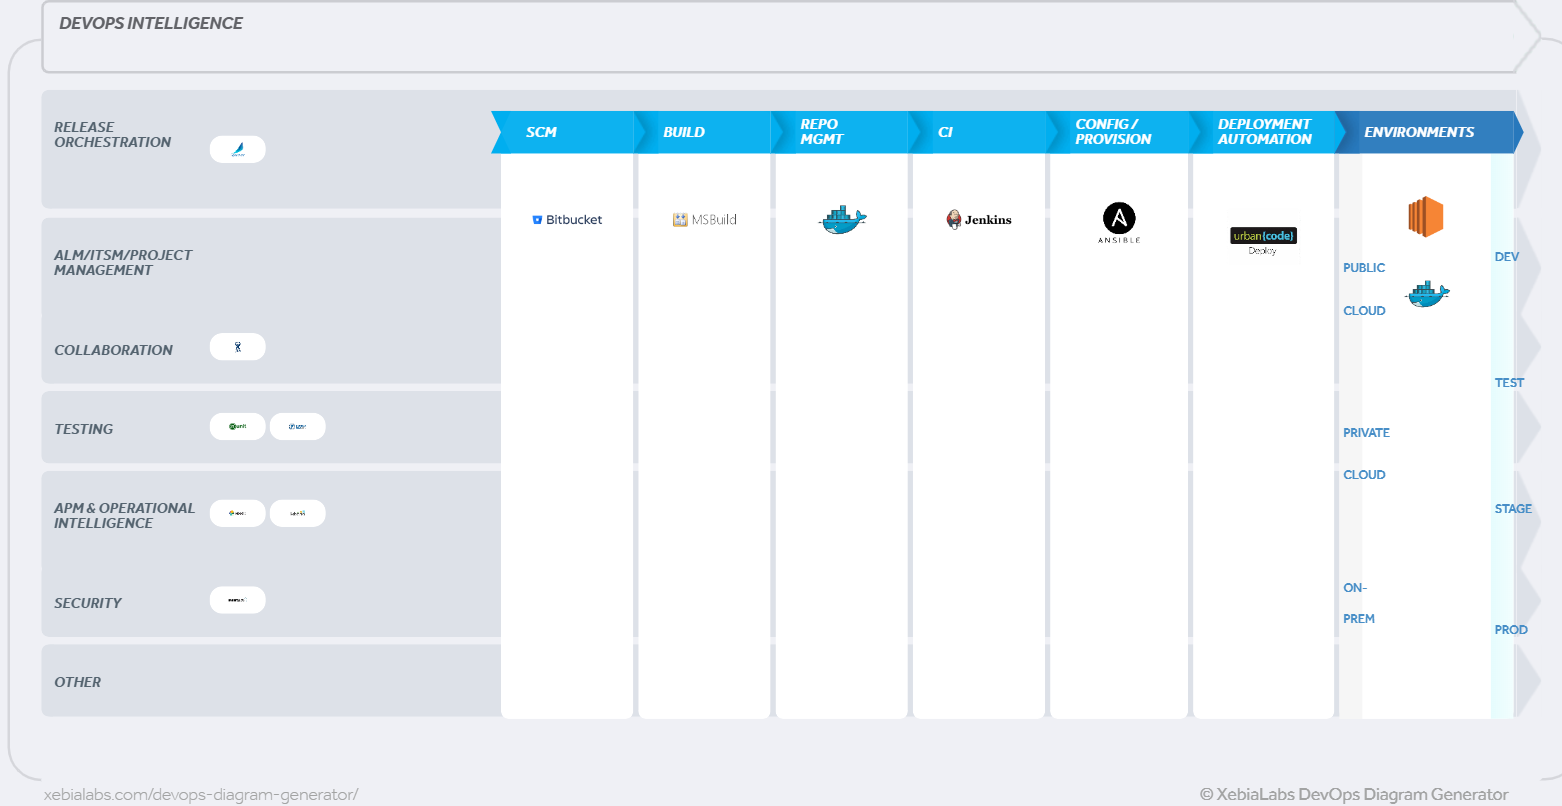 DEVOPS INTELLIGENCE
RELEASE
ORCHESTRATION
SCM
BUILD
REPO
MGMT
CI
CONFIG /
PROVISION
DEPLOYMENT
AUTOMATION
ENVIRONMENTS
Bitbucket
MSBuild
Jenkins
A
ANSIBLE
urban{code}
Deploy
ALM/ITSM/PROJECT
MANAGEMENT
PUBLIC
CLOUD
DEV
COLLABORATION
TEST
TESTING
unit
PRIVATE
CLOUD
APM & OPERATIONAL
INTELLIGENCE
STAGE
SECURITY
ON-
PREM
PROD
OTHER
xebialabs.com/devops-diagram-generator/
© XebiaLabs DevOps Diagram Generator